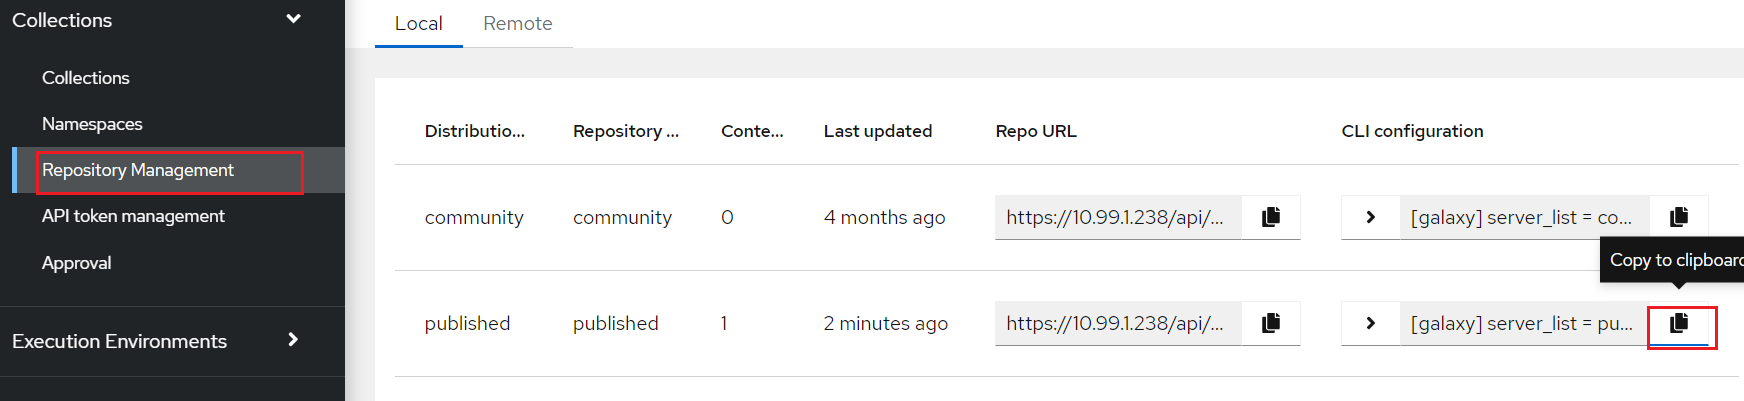 Collections
Collections
Namespaces
Repository Management
API token management
Approval
Execution Environments
Local Remote
Distributio... Repository ... Conte... Last updated Repo URL CLI configuration
community community 0 4 months ago https://10.99.1.238/api/... [galaxy] server_list = co...
Copy to clipboard
published published 1 2 minutes ago https://10.99.1.238/api/... [galaxy] server_list = pu...